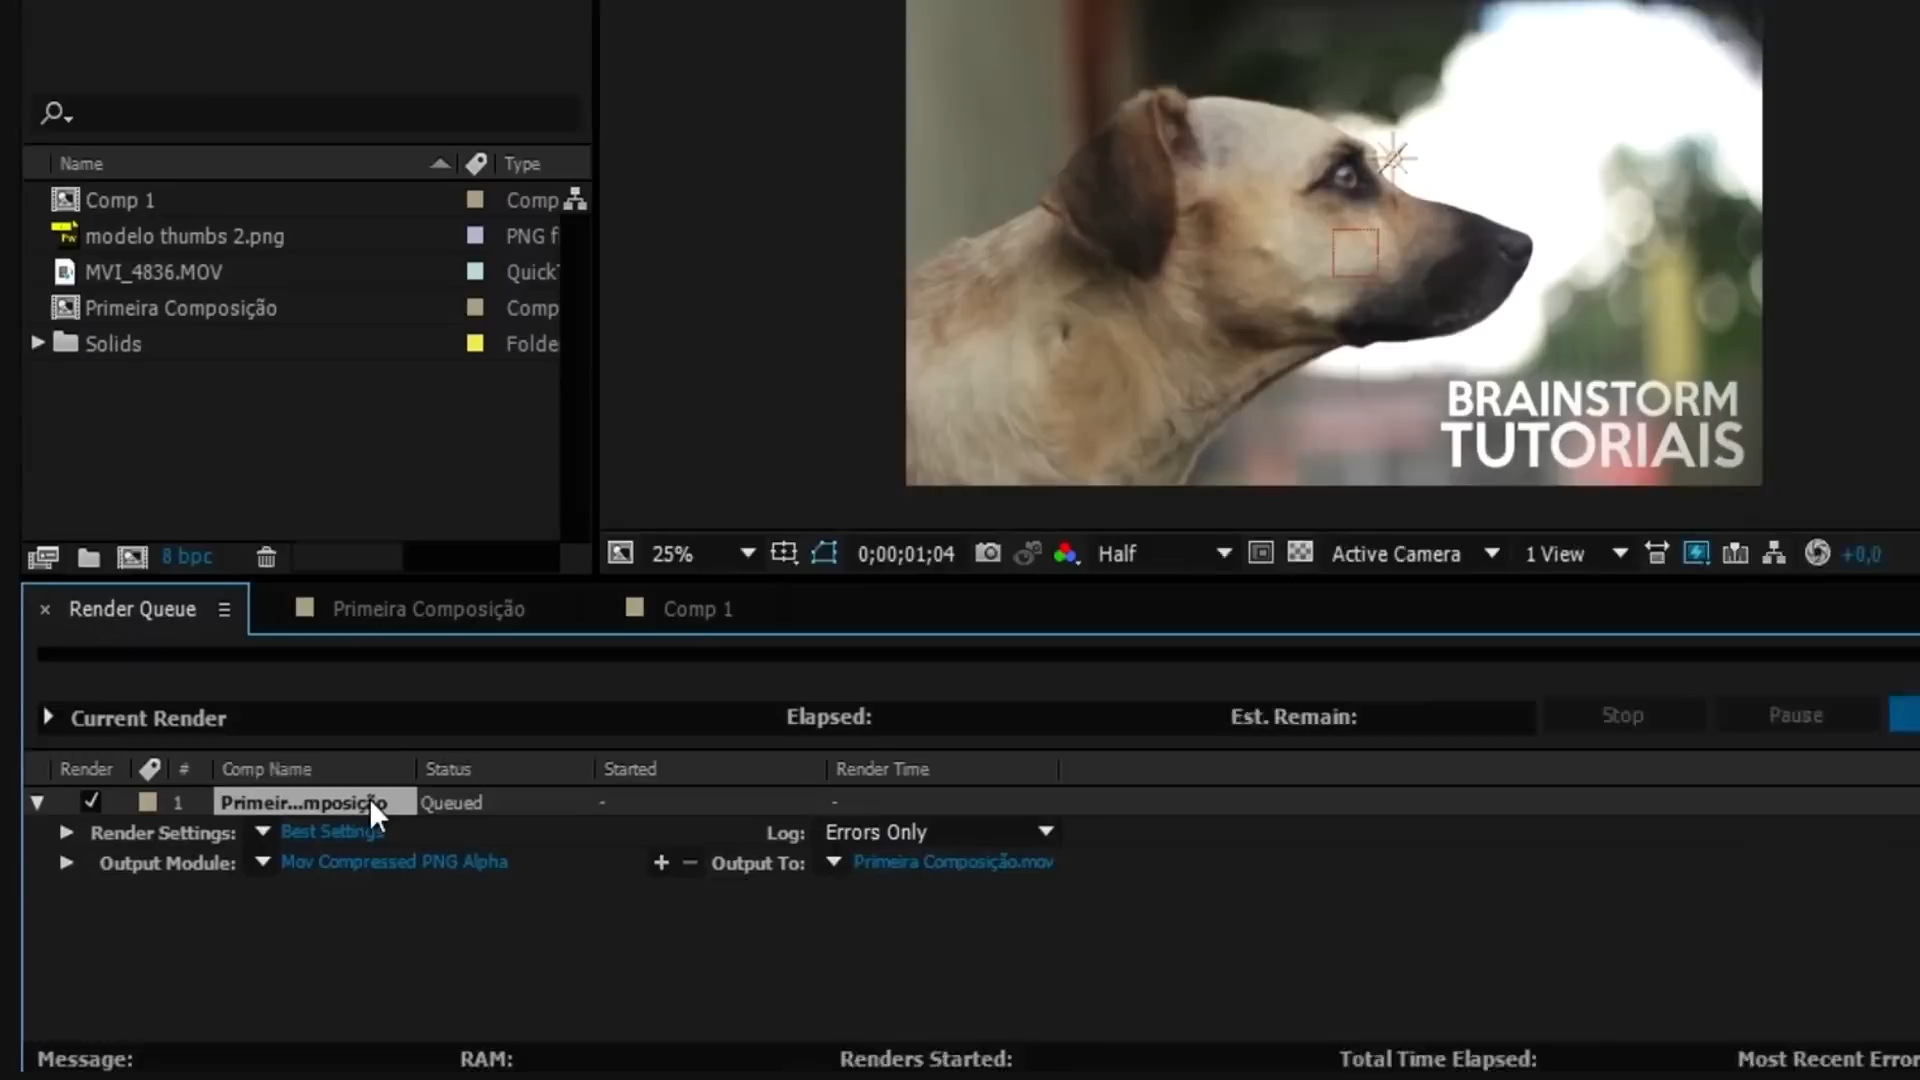 Name
Type
Comp 1
Comp
modelo thumbs 2.png
PNG f
MVI_4836.MOV
Quick
Primeira Composição
Comp
Solids
Folde
BRAINSTORM
TUTORIAIS
8 bpc
25%
0;00;01;04
Half
Active Camera
1 View
+0,0
Render Queue
Primeira Composição
Comp 1
Current Render
Elapsed:
Est. Remain:
Stop
Pause
Render
#
Comp Name
Status
Started
Render Time
1
Primeir...mposição
Queued
-
-
Render Settings:
Best Settings
Log:
Errors Only
Output Module:
Mov Compressed PNG Alpha
+
-
Output To:
Primeira Composição.mov
Message:
RAM:
Renders Started:
Total Time Elapsed:
Most Recent Error